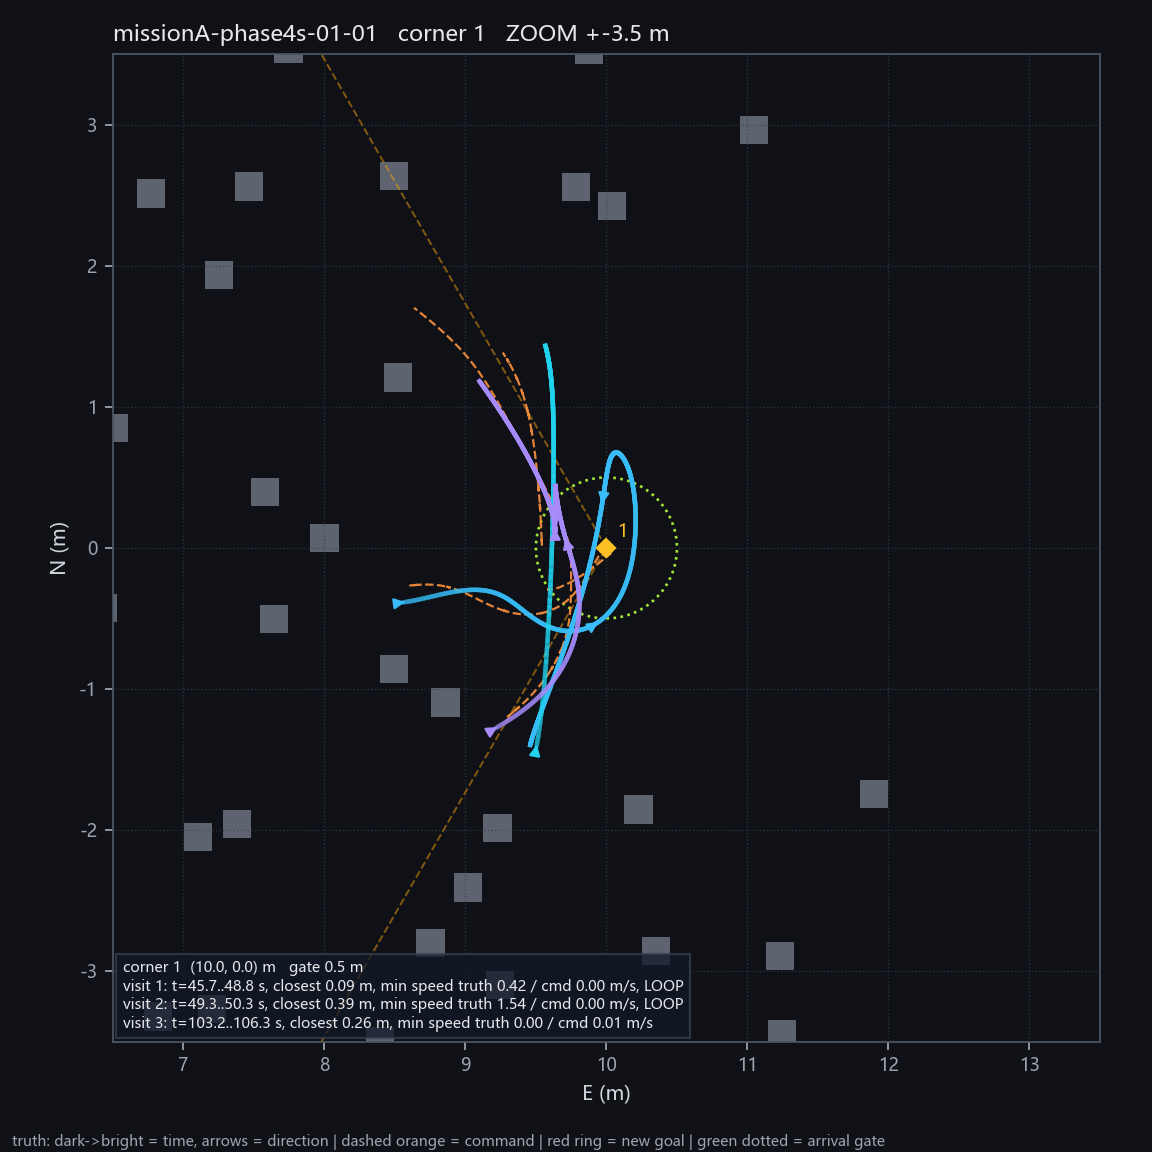 missionA-phase4s-01-01   corner 1   ZOOM +-3.5 m
3
2
1
0
-1
-2
-3
N (m)
1
corner 1  (10.0, 0.0) m   gate 0.5 m
visit 1: t=45.7..48.8 s, closest 0.09 m, min speed truth 0.42 / cmd 0.00 m/s, LOOP
visit 2: t=49.3..50.3 s, closest 0.39 m, min speed truth 1.54 / cmd 0.00 m/s
visit 3: t=103.2..106.3 s, closest 0.26 m, min speed truth 0.00 / cmd 0.01 m/s
7 8 9 10 11 12 13
E (m)
truth: dark->bright = time, arrows = direction | dashed orange = command | red ring = new goal | green dotted = arrival gate